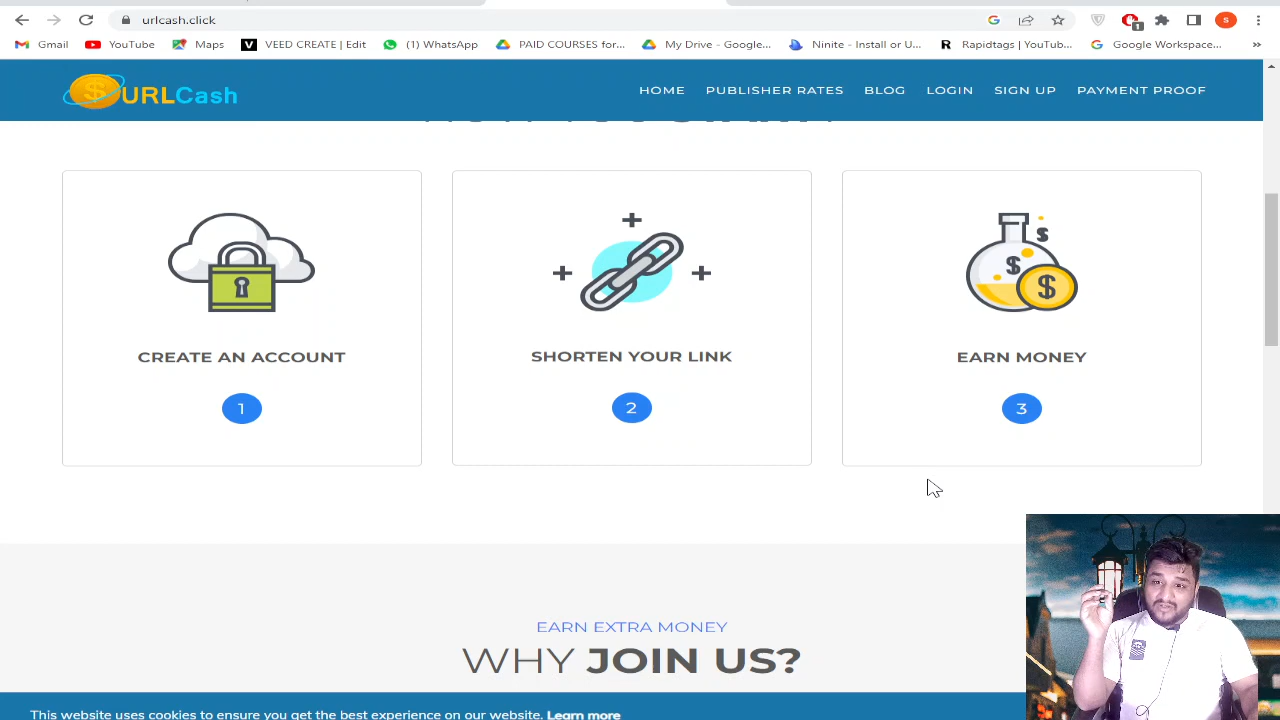 urlcash.click
S
1
Gmail
YouTube
Maps
VEED CREATE | Edit
(1) WhatsApp
PAID COURSES for...
My Drive - Google...
Ninite - Install or U...
Rapidtags | YouTub...
Google Workspace...
»
URLCash
HOME
PUBLISHER RATES
BLOG
LOGIN
SIGN UP
PAYMENT PROOF
CREATE AN ACCOUNT
SHORTEN YOUR LINK
EARN MONEY
1
2
3
EARN EXTRA MONEY
WHY JOIN US?
This website uses cookies to ensure you get the best experience on our website. Learn more